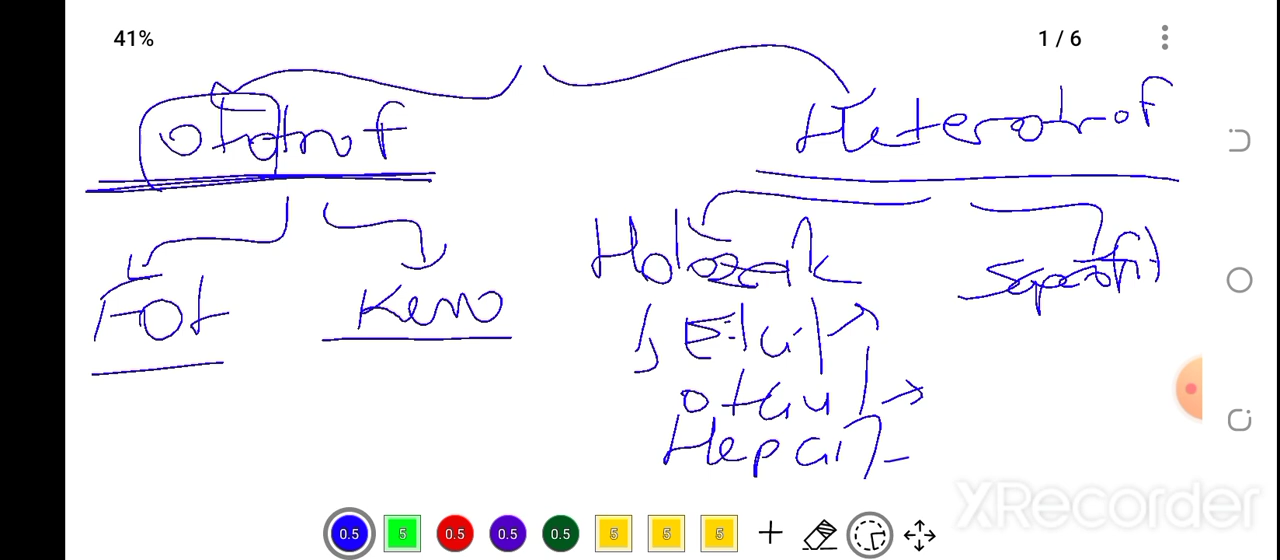 41%
1 / 6
ototrof
Heterotrof
Holozoik
Saprofit
Fot
Kemo
Etçil
otçul
Hepçil
0.5 5 0.5 0.5 0.5 5 5 5
XRecorder